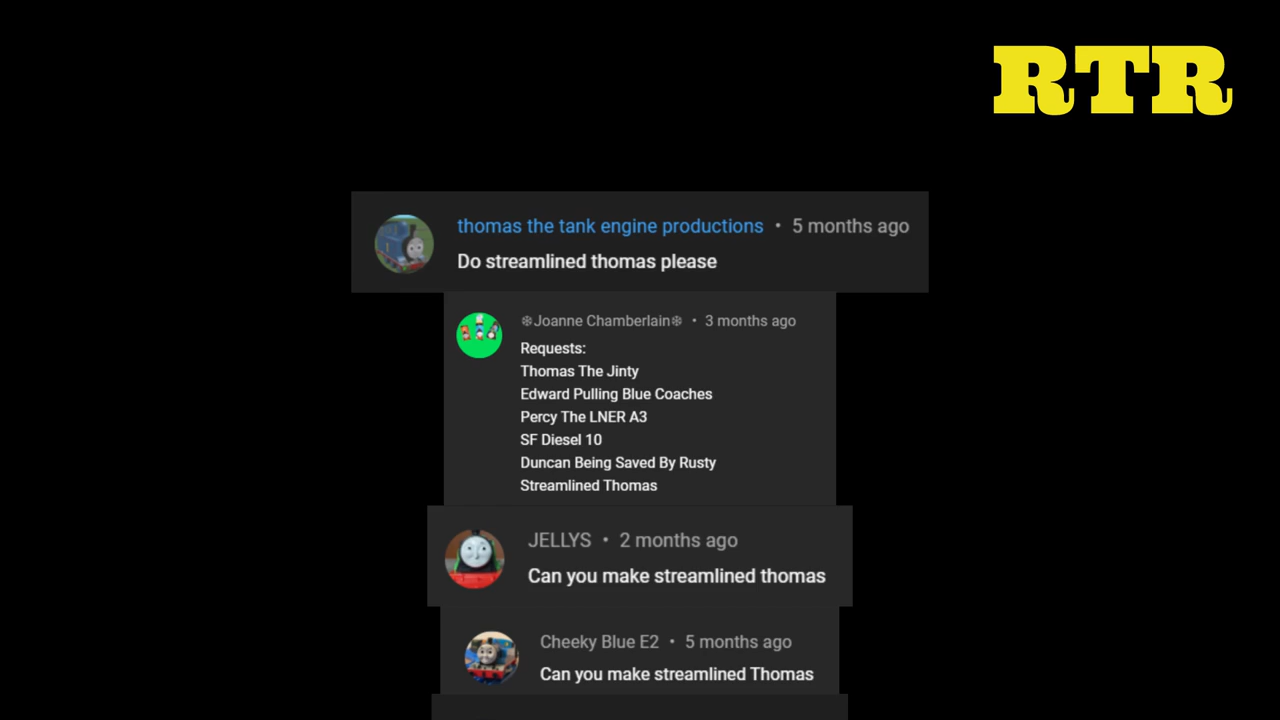 RTR
thomas the tank engine productions • 5 months ago
Do streamlined thomas please
❄Joanne Chamberlain❄ • 3 months ago
Requests:
Thomas The Jinty
Edward Pulling Blue Coaches
Percy The LNER A3
SF Diesel 10
Duncan Being Saved By Rusty
Streamlined Thomas
JELLYS • 2 months ago
Can you make streamlined thomas
Cheeky Blue E2 • 5 months ago
Can you make streamlined Thomas